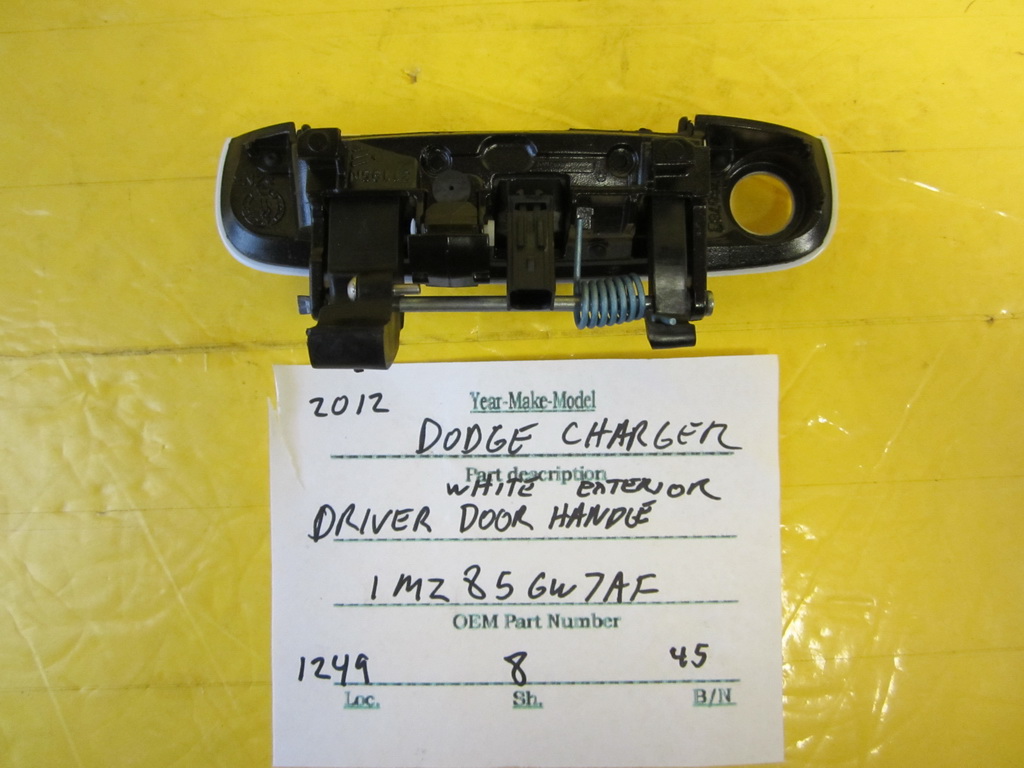 2012
Year-Make-Model
DODGE CHARGER
Part description
WHITE EXTERIOR
DRIVER DOOR HANDLE
1MZ85GW7AF
OEM Part Number
1249 8 45
Loc. Sh. B/N